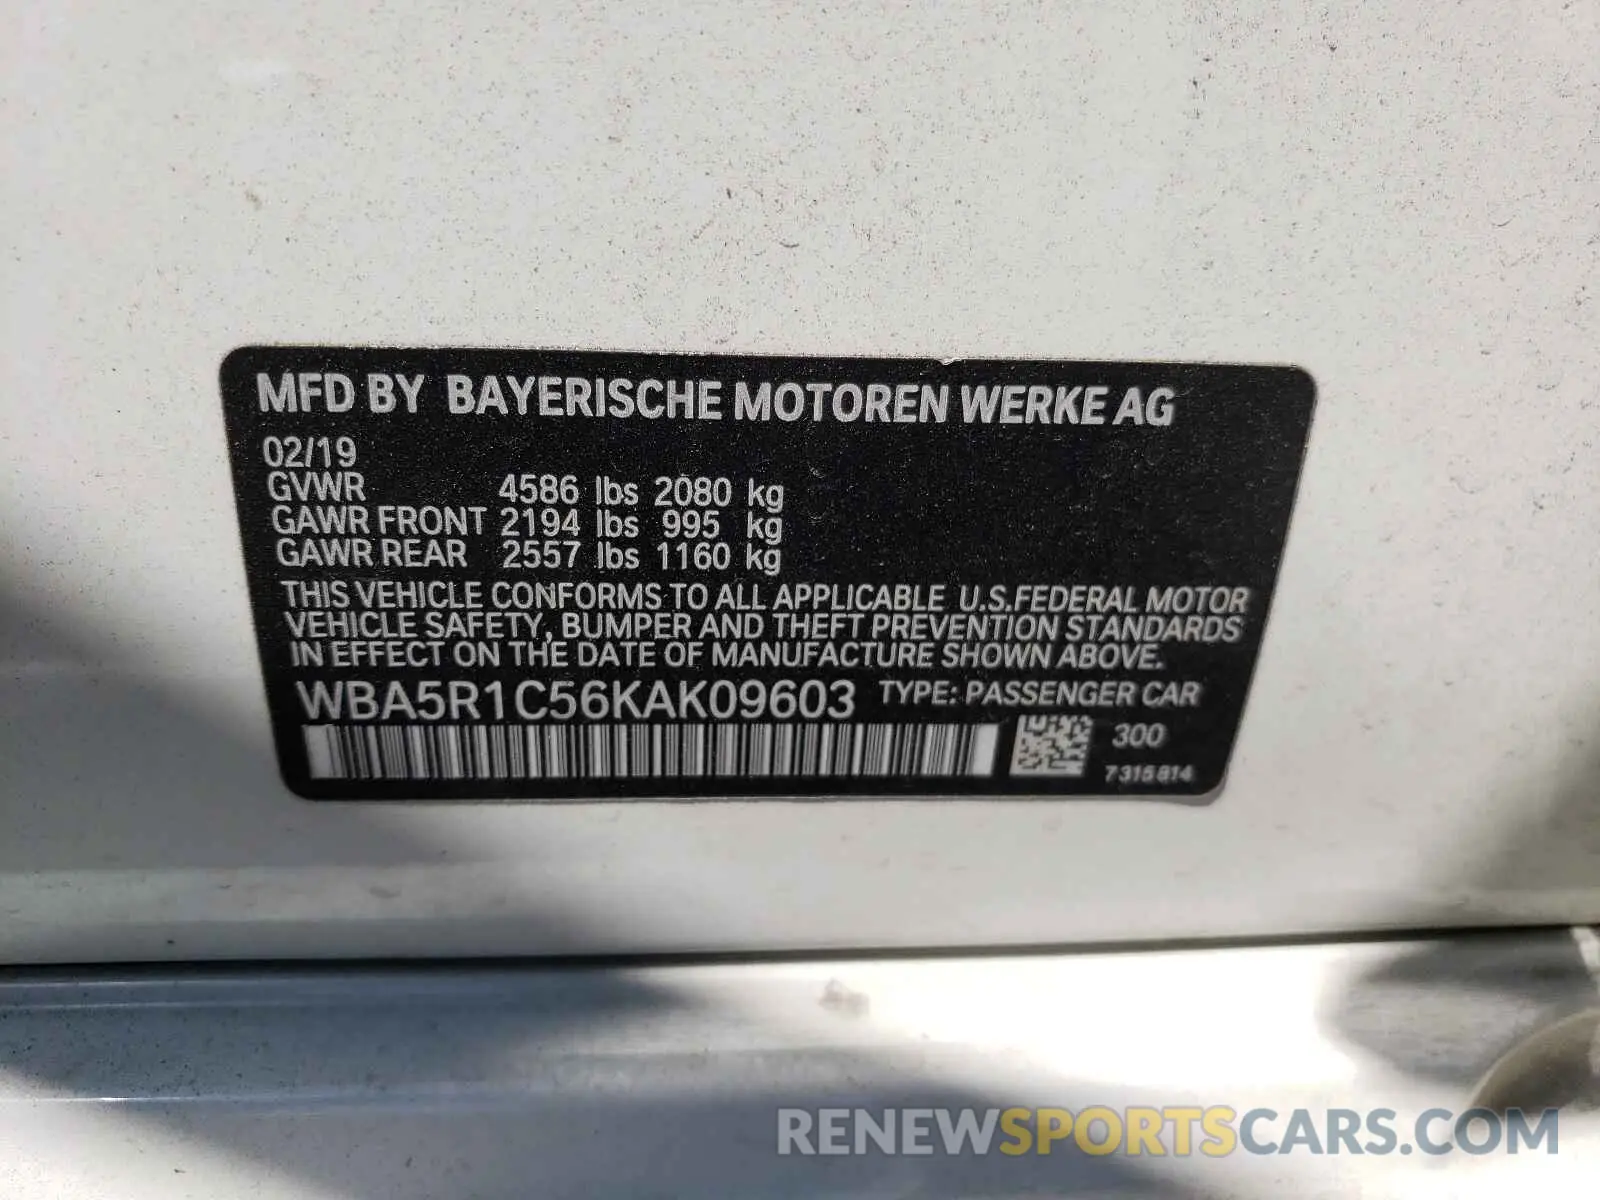 MFD BY BAYERISCHE MOTOREN WERKE AG
02/19
GVWR 4586 lbs 2080 kg
GAWR FRONT 2194 lbs 995 kg
GAWR REAR 2557 lbs 1160 kg
THIS VEHICLE CONFORMS TO ALL APPLICABLE U.S.FEDERAL MOTOR
VEHICLE SAFETY, BUMPER AND THEFT PREVENTION STANDARDS
IN EFFECT ON THE DATE OF MANUFACTURE SHOWN ABOVE.
WBA5R1C56KAK09603 TYPE: PASSENGER CAR
300
7315814
RENEWSPORTSCARS.COM